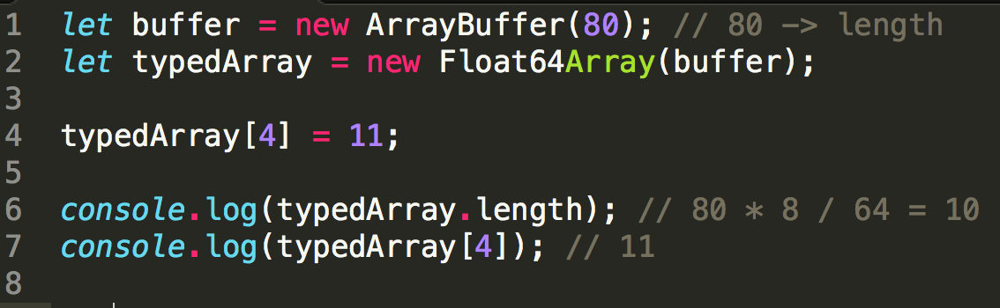 1 let buffer = new ArrayBuffer(80); // 80 -> length
2 let typedArray = new Float64Array(buffer);
3
4 typedArray[4] = 11;
5
6 console.log(typedArray.length); // 80 * 8 / 64 = 10
7 console.log(typedArray[4]); // 11
8